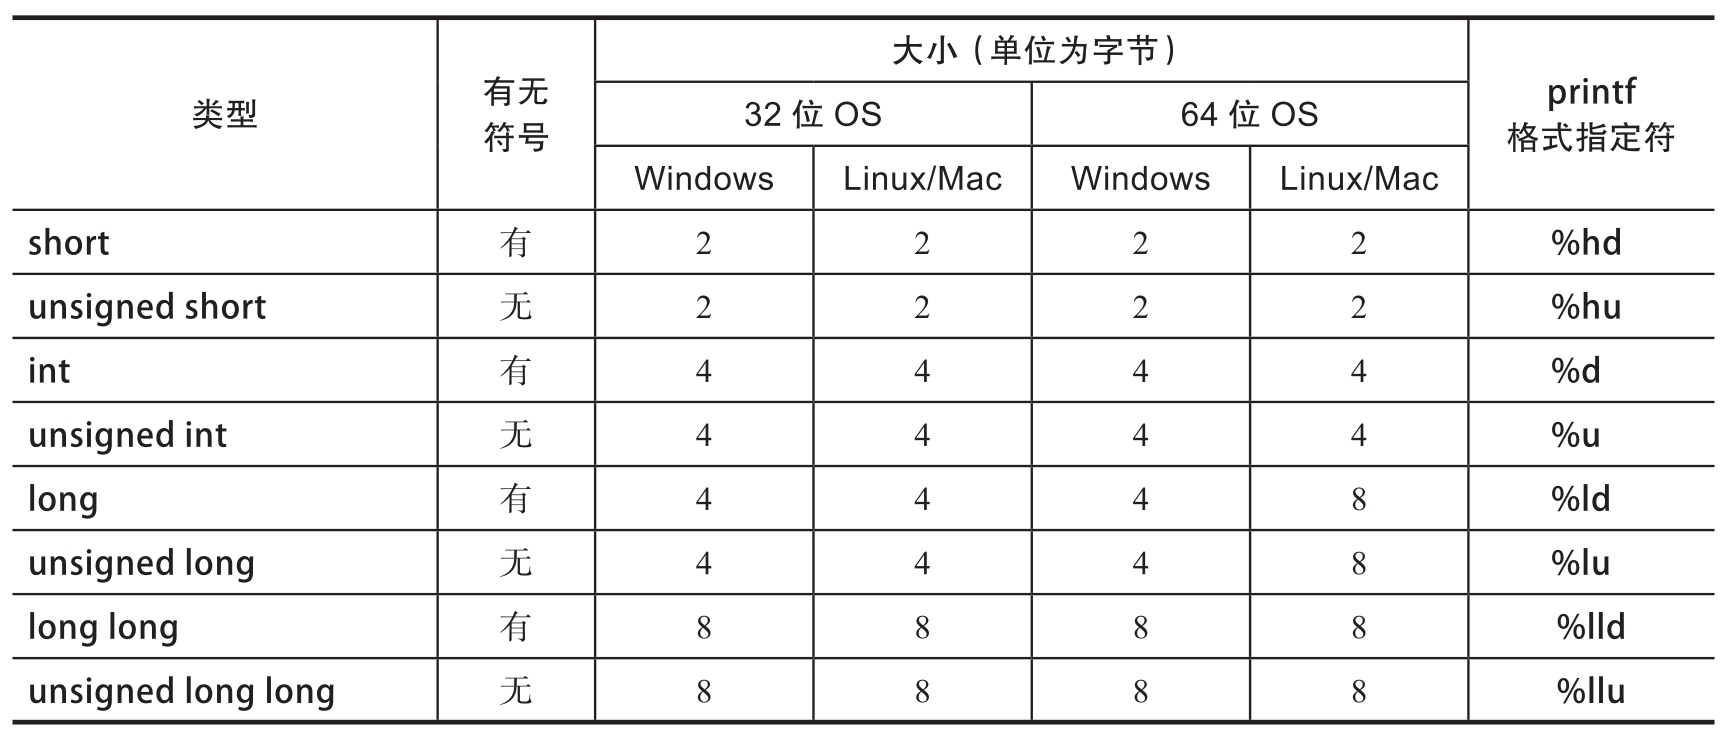 类型 有无符号 大小（单位为字节） printf 格式指定符
32 位 OS 64 位 OS
Windows Linux/Mac Windows Linux/Mac
short 有 2 2 2 2 %hd
unsigned short 无 2 2 2 2 %hu
int 有 4 4 4 4 %d
unsigned int 无 4 4 4 4 %u
long 有 4 4 4 8 %ld
unsigned long 无 4 4 4 8 %lu
long long 有 8 8 8 8 %lld
unsigned long long 无 8 8 8 8 %llu